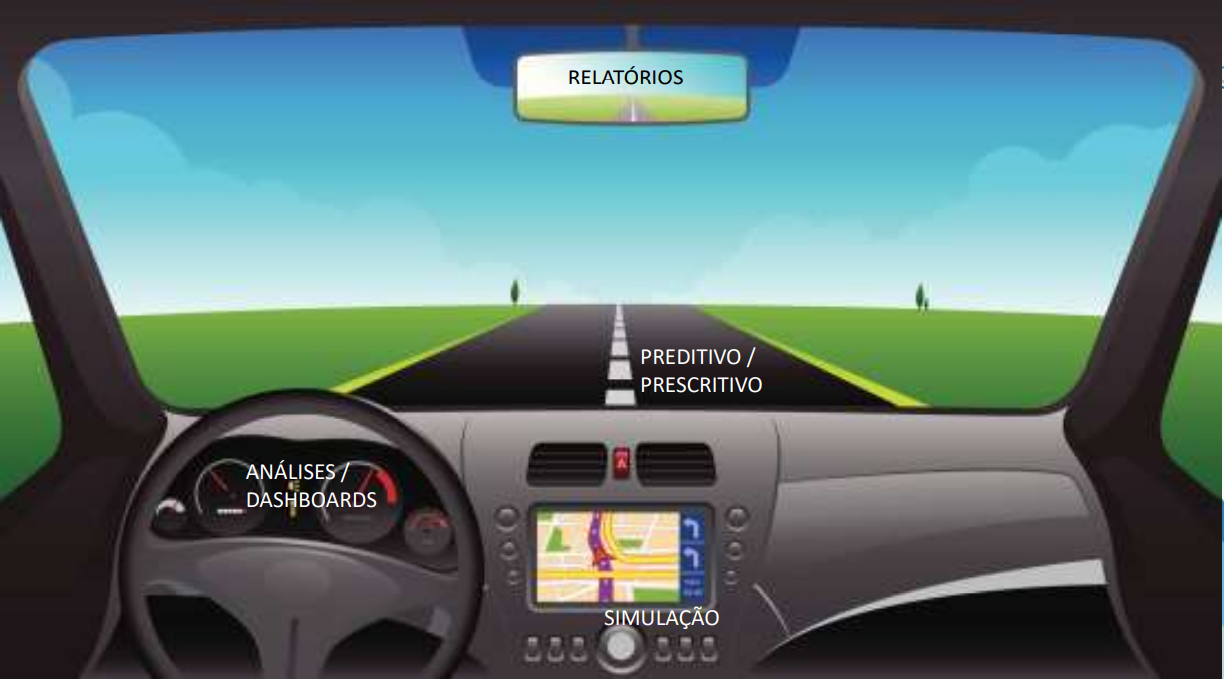 RELATÓRIOS
PREDITIVO /
PRESCRITIVO
ANÁLISES /
DASHBOARDS
SIMULAÇÃO